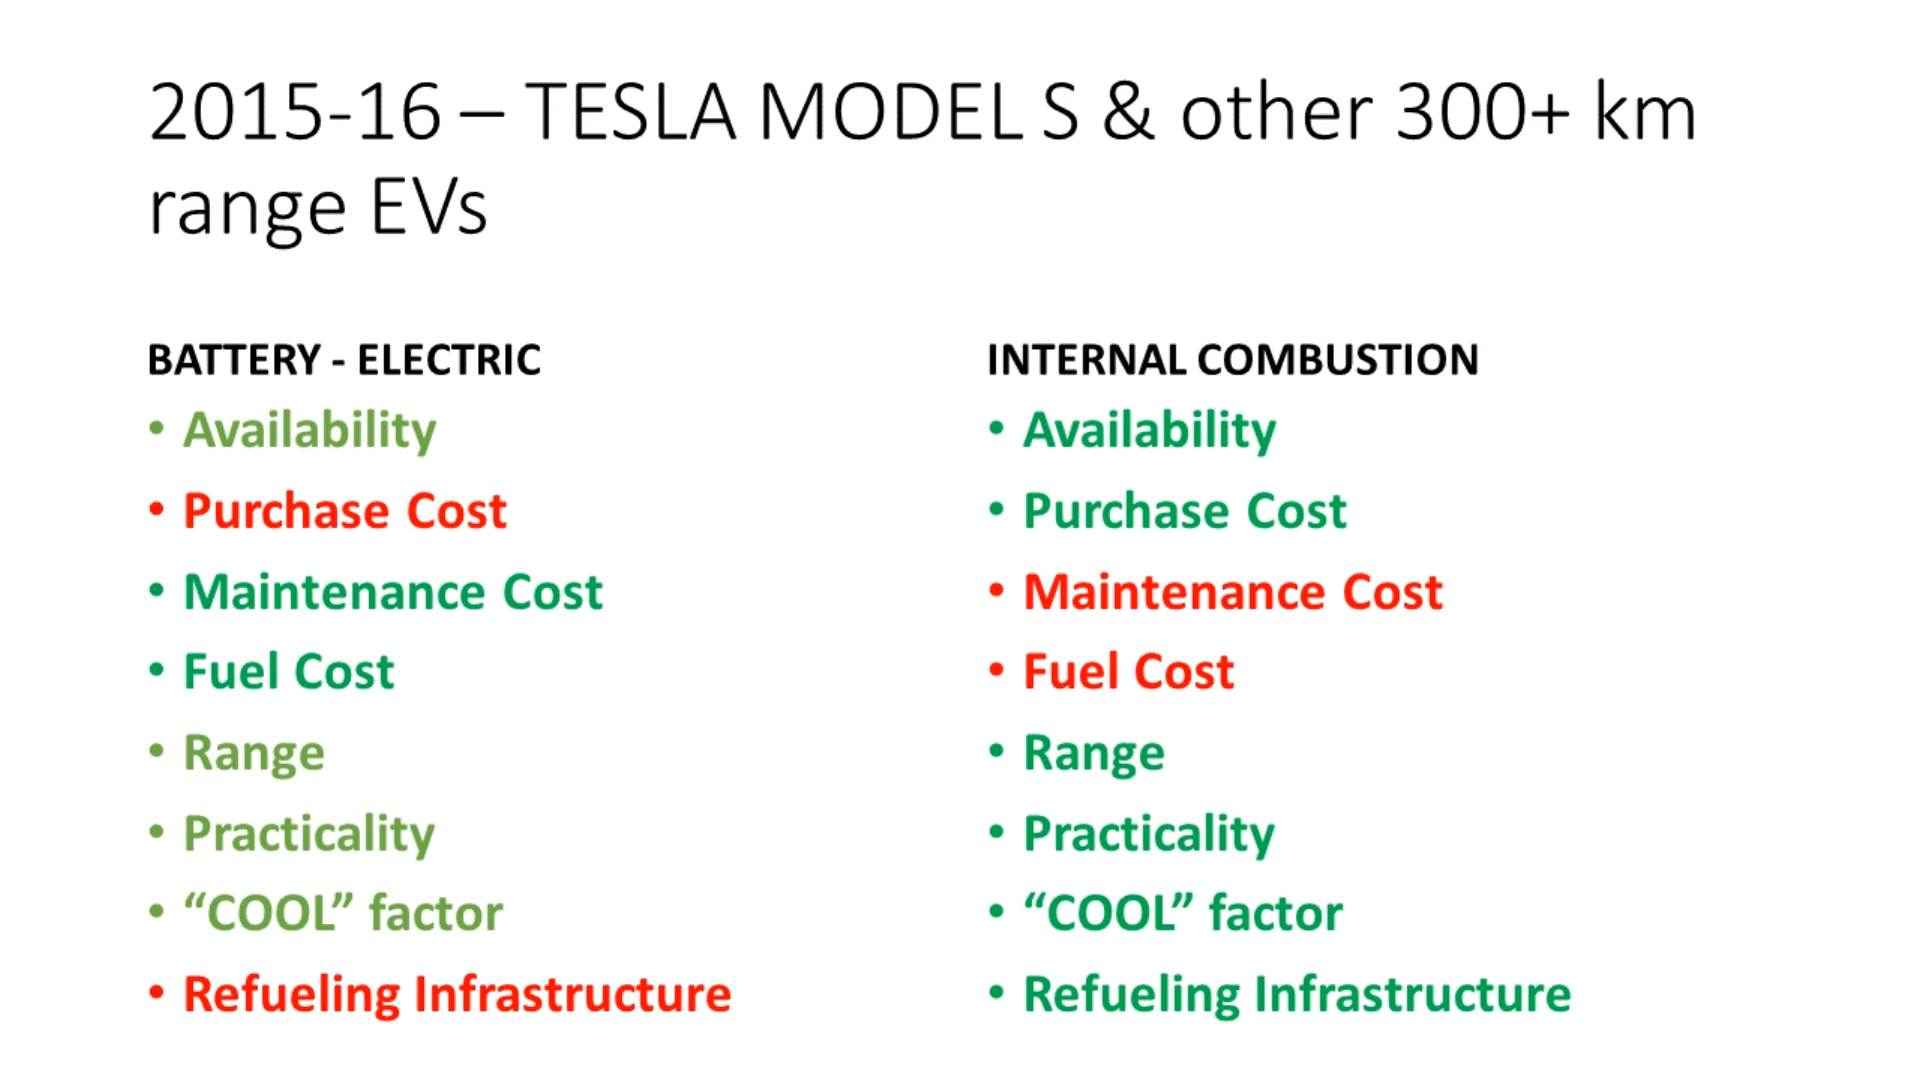 2015-16 – TESLA MODEL S & other 300+ km
range EVs
BATTERY - ELECTRIC
• Availability
• Purchase Cost
• Maintenance Cost
• Fuel Cost
• Range
• Practicality
• “COOL” factor
• Refueling Infrastructure
INTERNAL COMBUSTION
• Availability
• Purchase Cost
• Maintenance Cost
• Fuel Cost
• Range
• Practicality
• “COOL” factor
• Refueling Infrastructure